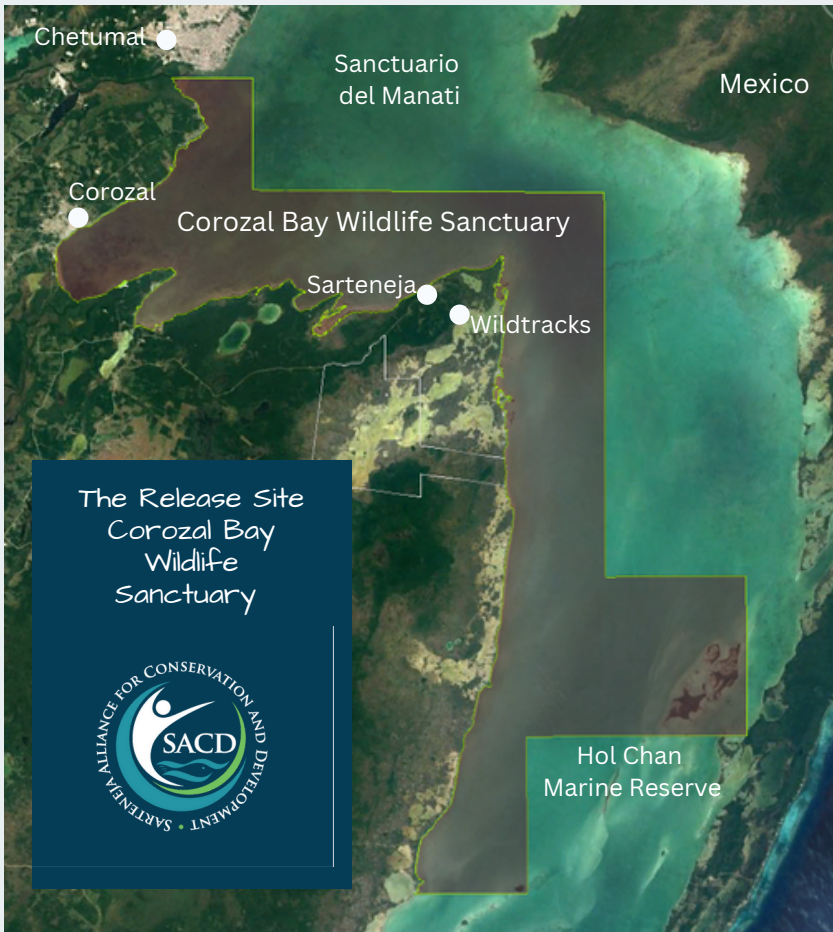 Chetumal
Sanctuario
del Manati
Mexico
Corozal
Corozal Bay Wildlife Sanctuary
Sarteneja
Wildtracks
The Release Site
Corozal Bay
Wildlife
Sanctuary
SARTENEJA ALLIANCE FOR CONSERVATION AND DEVELOPMENT •
SACD
Hol Chan
Marine Reserve